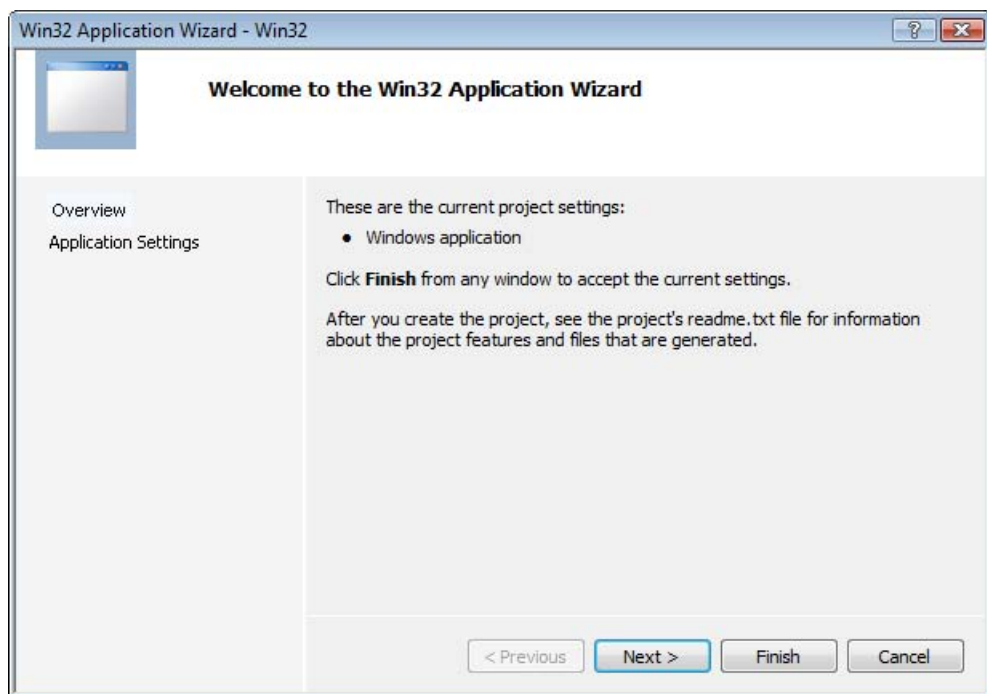 Win32 Application Wizard - Win32
Welcome to the Win32 Application Wizard
Overview
Application Settings
These are the current project settings:
• Windows application
Click Finish from any window to accept the current settings.
After you create the project, see the project's readme.txt file for information
about the project features and files that are generated.
< Previous Next > Finish Cancel